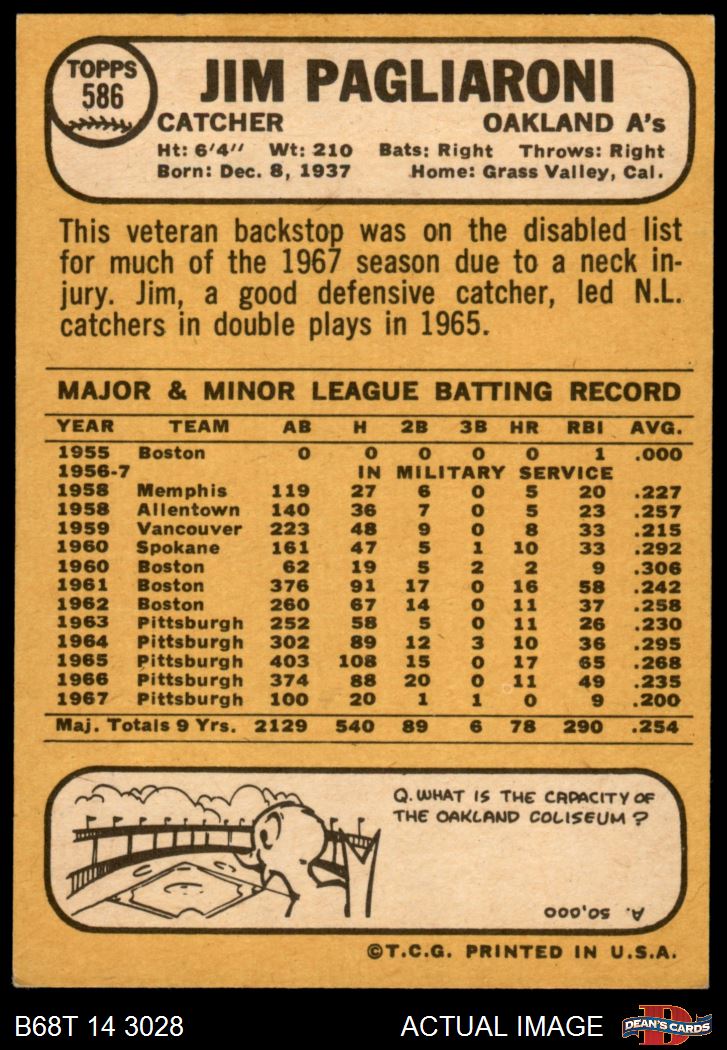 TOPPS
586
JIM PAGLIARONI
CATCHER OAKLAND A's
Ht: 6'4" Wt: 210 Bats: Right Throws: Right
Born: Dec. 8, 1937 Home: Grass Valley, Cal.
This veteran backstop was on the disabled list
for much of the 1967 season due to a neck in-
jury. Jim, a good defensive catcher, led N.L.
catchers in double plays in 1965.
MAJOR & MINOR LEAGUE BATTING RECORD
YEAR TEAM AB H 2B 3B HR RBI AVG.
1955 Boston 0 0 0 0 0 1 .000
1956-7 IN MILITARY SERVICE
1958 Memphis 119 27 6 0 5 20 .227
1958 Allentown 140 36 7 0 5 23 .257
1959 Vancouver 223 48 9 0 8 33 .215
1960 Spokane 161 47 5 1 10 33 .292
1960 Boston 62 19 5 2 2 9 .306
1961 Boston 376 91 17 0 16 58 .242
1962 Boston 260 67 14 0 11 37 .258
1963 Pittsburgh 252 58 5 0 11 26 .230
1964 Pittsburgh 302 89 12 3 10 36 .295
1965 Pittsburgh 403 108 15 0 17 65 .268
1966 Pittsburgh 374 88 20 0 11 49 .235
1967 Pittsburgh 100 20 1 1 0 9 .200
Maj. Totals 9 Yrs. 2129 540 89 6 78 290 .254
Q. WHAT IS THE CAPACITY OF
THE OAKLAND COLISEUM?
A. 50,000
©T.C.G. PRINTED IN U.S.A.
B68T 14 3028 ACTUAL IMAGE DEAN'S CARDS